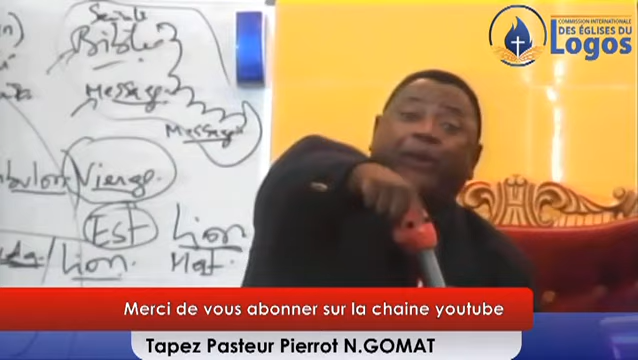 Sainte
Bible
Message
Message
Vierge
Est
Lion
Lion
Mat
COMMISSION INTERNATIONALE
DES ÉGLISES DU
Logos
Merci de vous abonner sur la chaine youtube
Tapez Pasteur Pierrot N.GOMAT